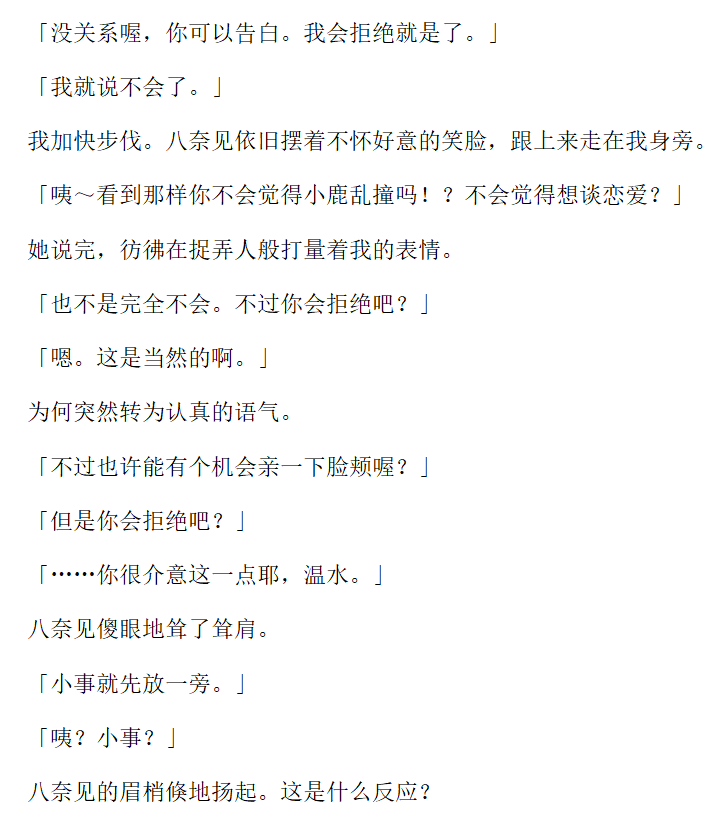 「没关系喔，你可以告白。我会拒绝就是了。」
「我就说不会了。」
我加快步伐。八奈见依旧摆着不怀好意的笑脸，跟上来走在我身旁。
「咦～看到那样你不会觉得小鹿乱撞吗！？不会觉得想谈恋爱？」
她说完，彷彿在捉弄人般打量着我的表情。
「也不是完全不会。不过你会拒绝吧？」
「嗯。这是当然的啊。」
为何突然转为认真的语气。
「不过也许能有个机会亲一下脸颊喔？」
「但是你会拒绝吧？」
「……你很介意这一点耶，温水。」
八奈见傻眼地耸了耸肩。
「小事就先放一旁。」
「咦？小事？」
八奈见的眉梢倏地扬起。这是什么反应？